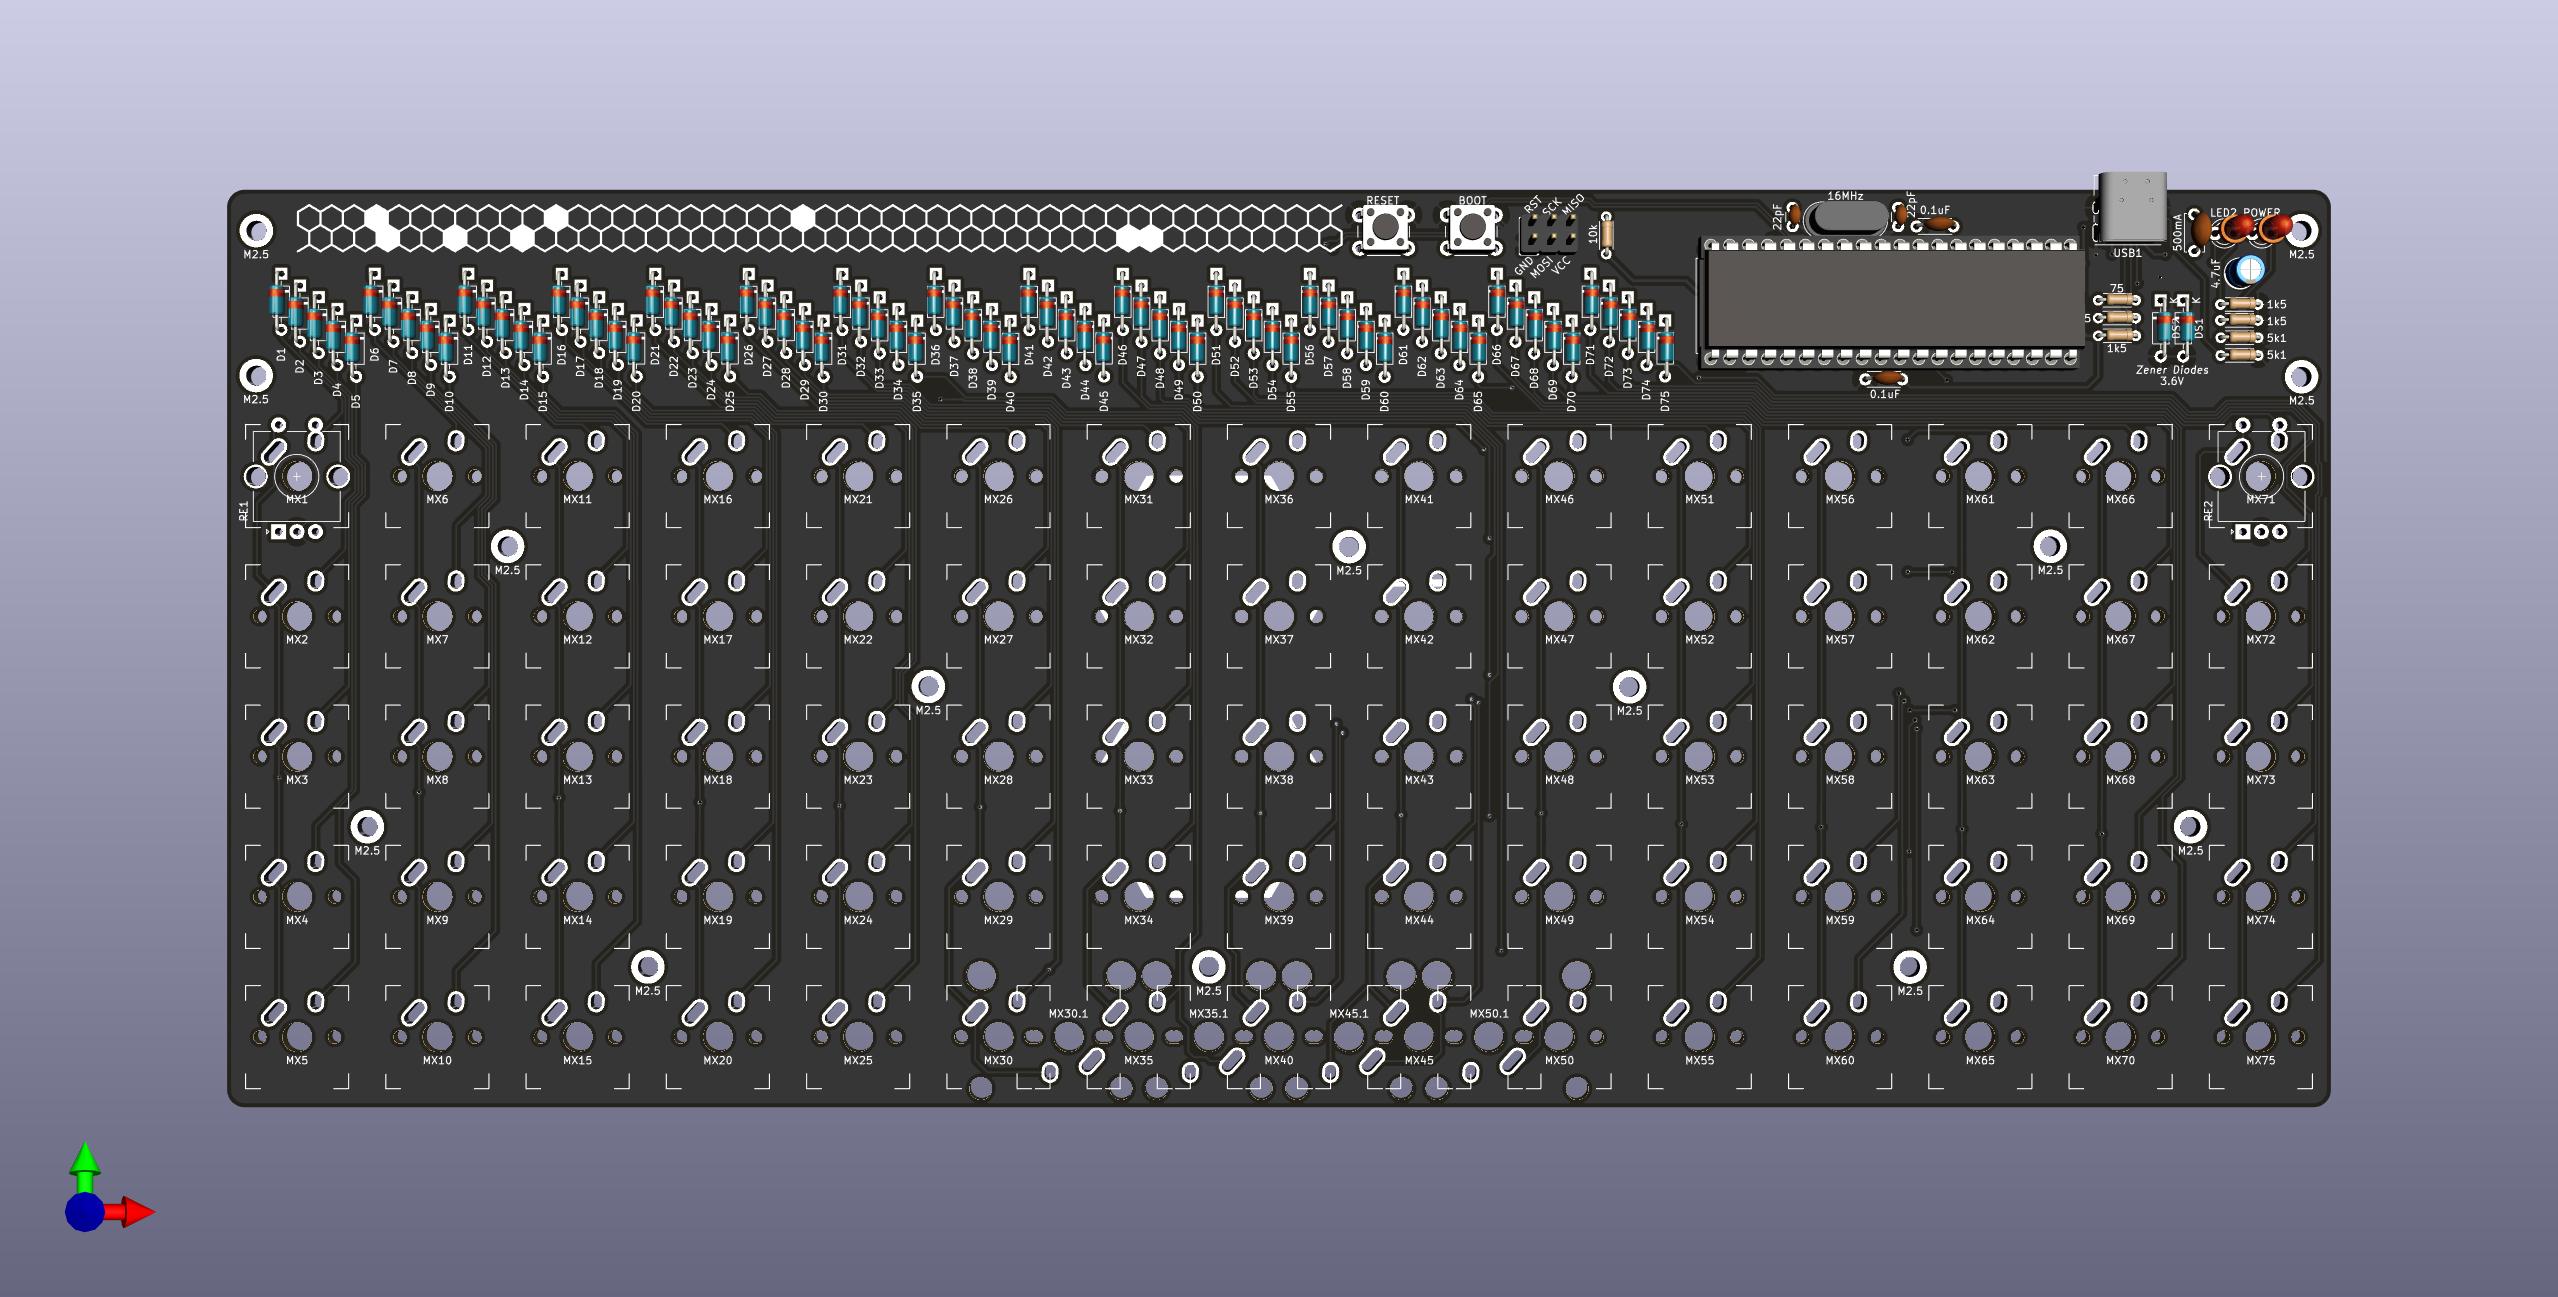 RESET BOOT RST SCK MISO 16MHz LED2 POWER
22pF 22pF 0.1uF 500mA
10k
GND MOSI VCC
USB1
M2.5 M2.5
4.7uF
75 K K 1k5
5 DS2 DS1 1k5
1k5 5k1
5k1
Zener Diodes
3.6V
0.1uF
D1 D2 D3 D4 D5 D6 D7 D8 D9 D10 D11 D12 D13 D14 D15 D16 D17 D18 D19 D20 D21 D22 D23 D24 D25 D26 D27 D28 D29 D30 D31 D32 D33 D34 D35 D36 D37 D38 D39 D40 D41 D42 D43 D44 D45 D46 D47 D48 D49 D50 D51 D52 D53 D54 D55 D56 D57 D58 D59 D60 D61 D62 D63 D64 D65 D66 D67 D68 D69 D70 D71 D72 D73 D74 D75
M2.5 M2.5
MX1 MX6 MX11 MX16 MX21 MX26 MX31 MX36 MX41 MX46 MX51 MX56 MX61 MX66 MX71
RE1 RE2
M2.5 M2.5 M2.5
MX2 MX7 MX12 MX17 MX22 MX27 MX32 MX37 MX42 MX47 MX52 MX57 MX62 MX67 MX72
M2.5 M2.5
MX3 MX8 MX13 MX18 MX23 MX28 MX33 MX38 MX43 MX48 MX53 MX58 MX63 MX68 MX73
M2.5 M2.5
MX4 MX9 MX14 MX19 MX24 MX29 MX34 MX39 MX44 MX49 MX54 MX59 MX64 MX69 MX74
M2.5 M2.5 M2.5
MX30.1 MX35.1 MX45.1 MX50.1
MX5 MX10 MX15 MX20 MX25 MX30 MX35 MX40 MX45 MX50 MX55 MX60 MX65 MX70 MX75